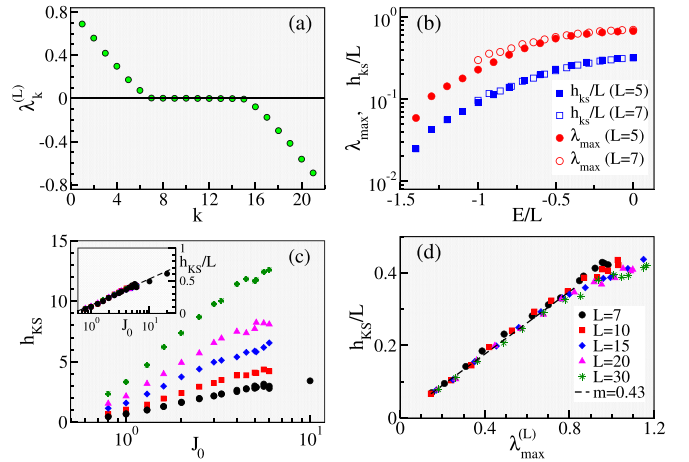 0.8
0.4
0
-0.4
-0.8
λ_k^(L)
(a)
0 4 8 12 16 20
k
10^0
10^-1
10^-2
λ_max, h_KS/L
(b)
h_ks/L (L=5)
h_ks/L (L=7)
λ_max (L=5)
λ_max (L=7)
-1.5 -1 -0.5 0
E/L
15
10
5
0
h_KS
(c)
1
0.5
0
h_KS/L
10^0 10^1
J_0
10^0 10^1
J_0
0.4
0.2
0
h_KS/L
(d)
L=7
L=10
L=15
L=20
L=30
m=0.43
0 0.4 0.8 1.2
λ_max^(L)